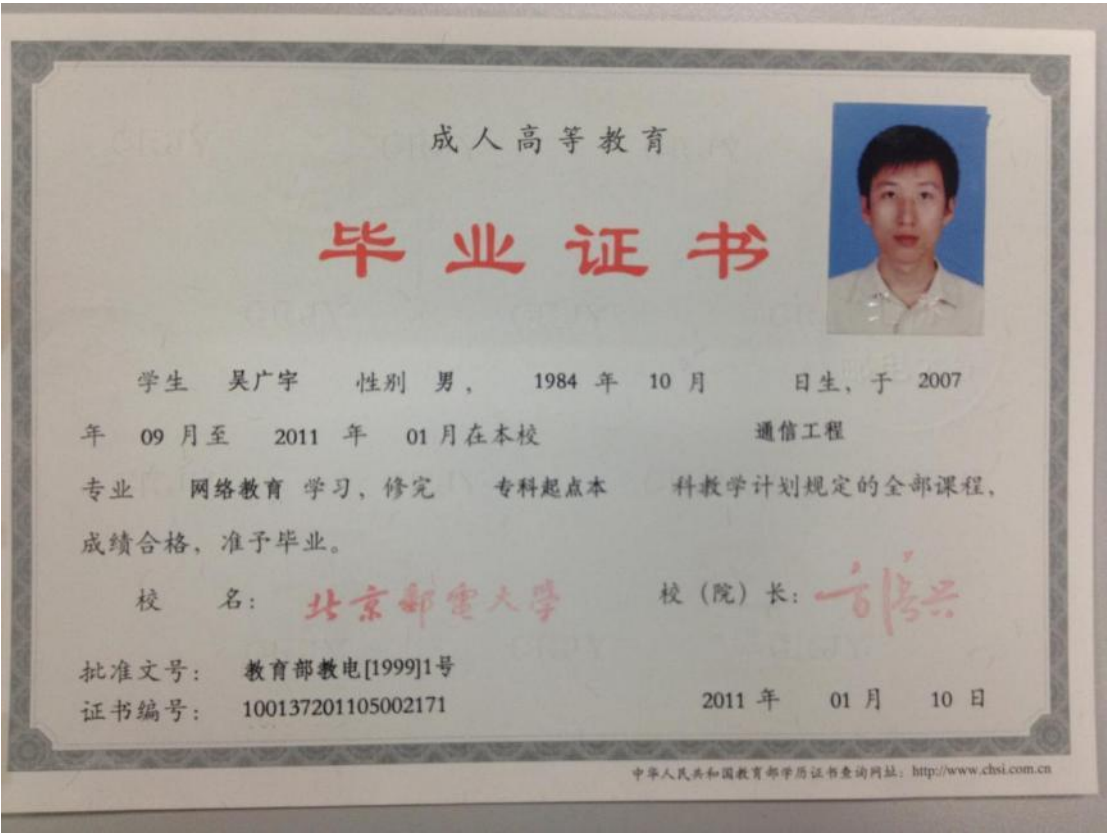 成人高等教育
毕业证书
学生 吴广宇 性别 男， 1984 年 10 月 日生，于 2007
年 09 月至 2011 年 01 月在本校 通信工程
专业 网络教育 学习，修完 专科起点本 科教学计划规定的全部课程，
成绩合格，准予毕业。
校 名： 北京郵電大學 校（院）长： 方滨兴
批准文号： 教育部教电[1999]1号
证书编号： 100137201105002171 2011 年 01 月 10 日
中华人民共和国教育部学历证书查询网址：http://www.chsi.com.cn